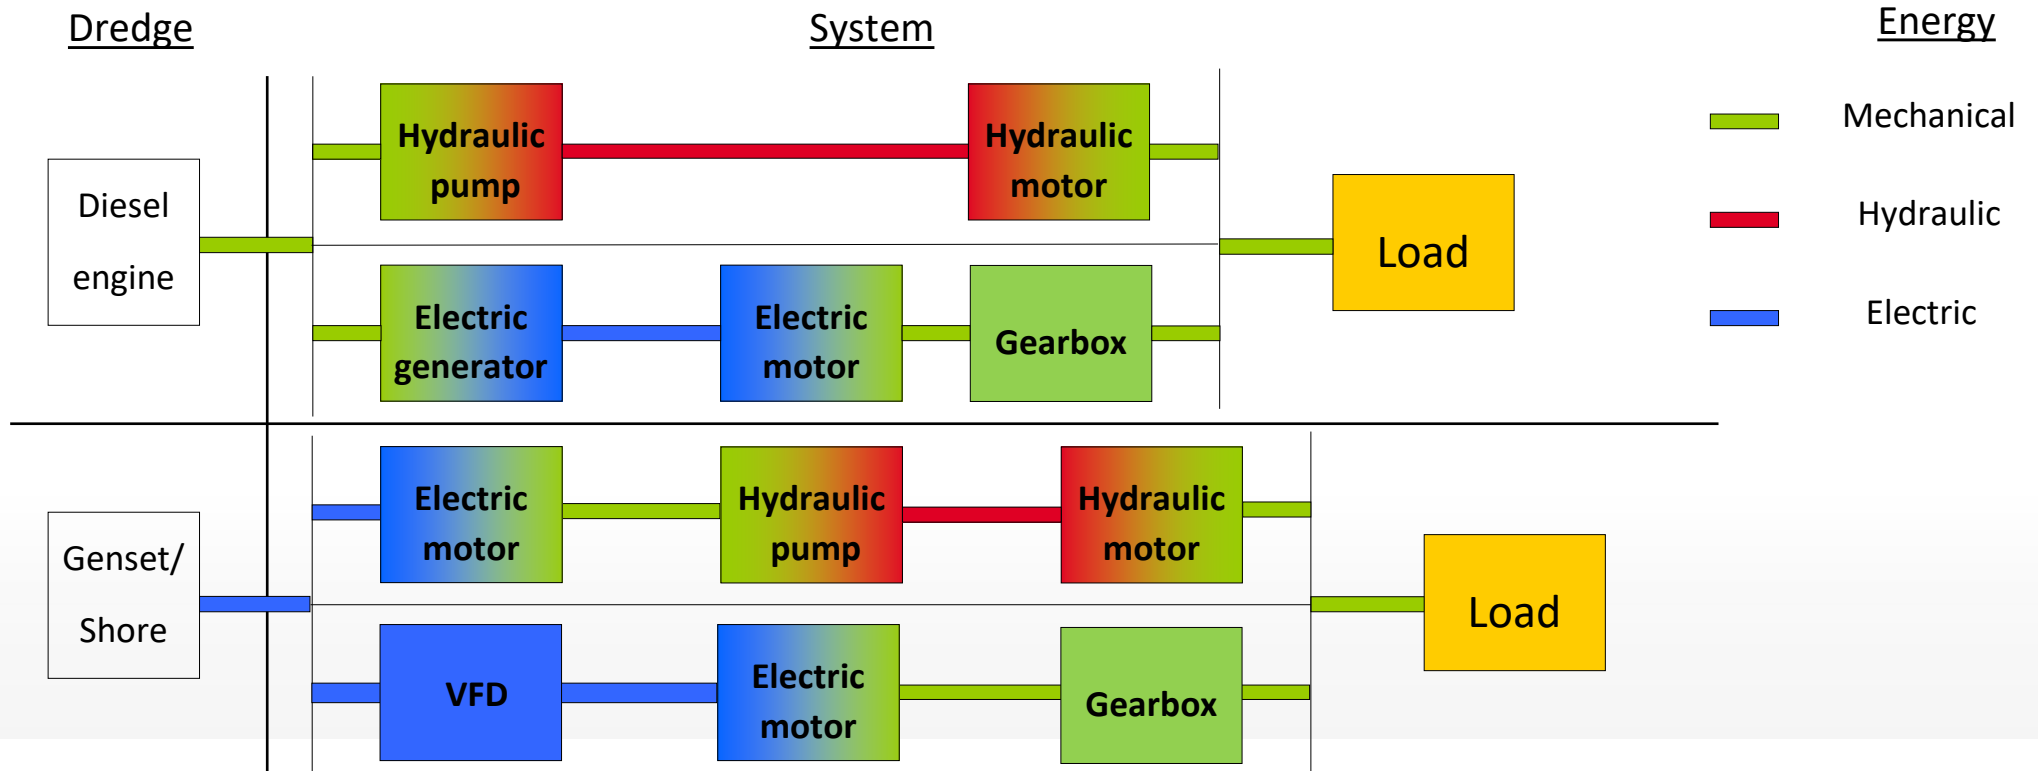 Dredge
System
Energy
Hydraulic
pump
Hydraulic
motor
Mechanical
Diesel
engine
Load
Hydraulic
Electric
generator
Electric
motor
Gearbox
Electric
Electric
motor
Hydraulic
pump
Hydraulic
motor
Genset/
Shore
Load
VFD
Electric
motor
Gearbox